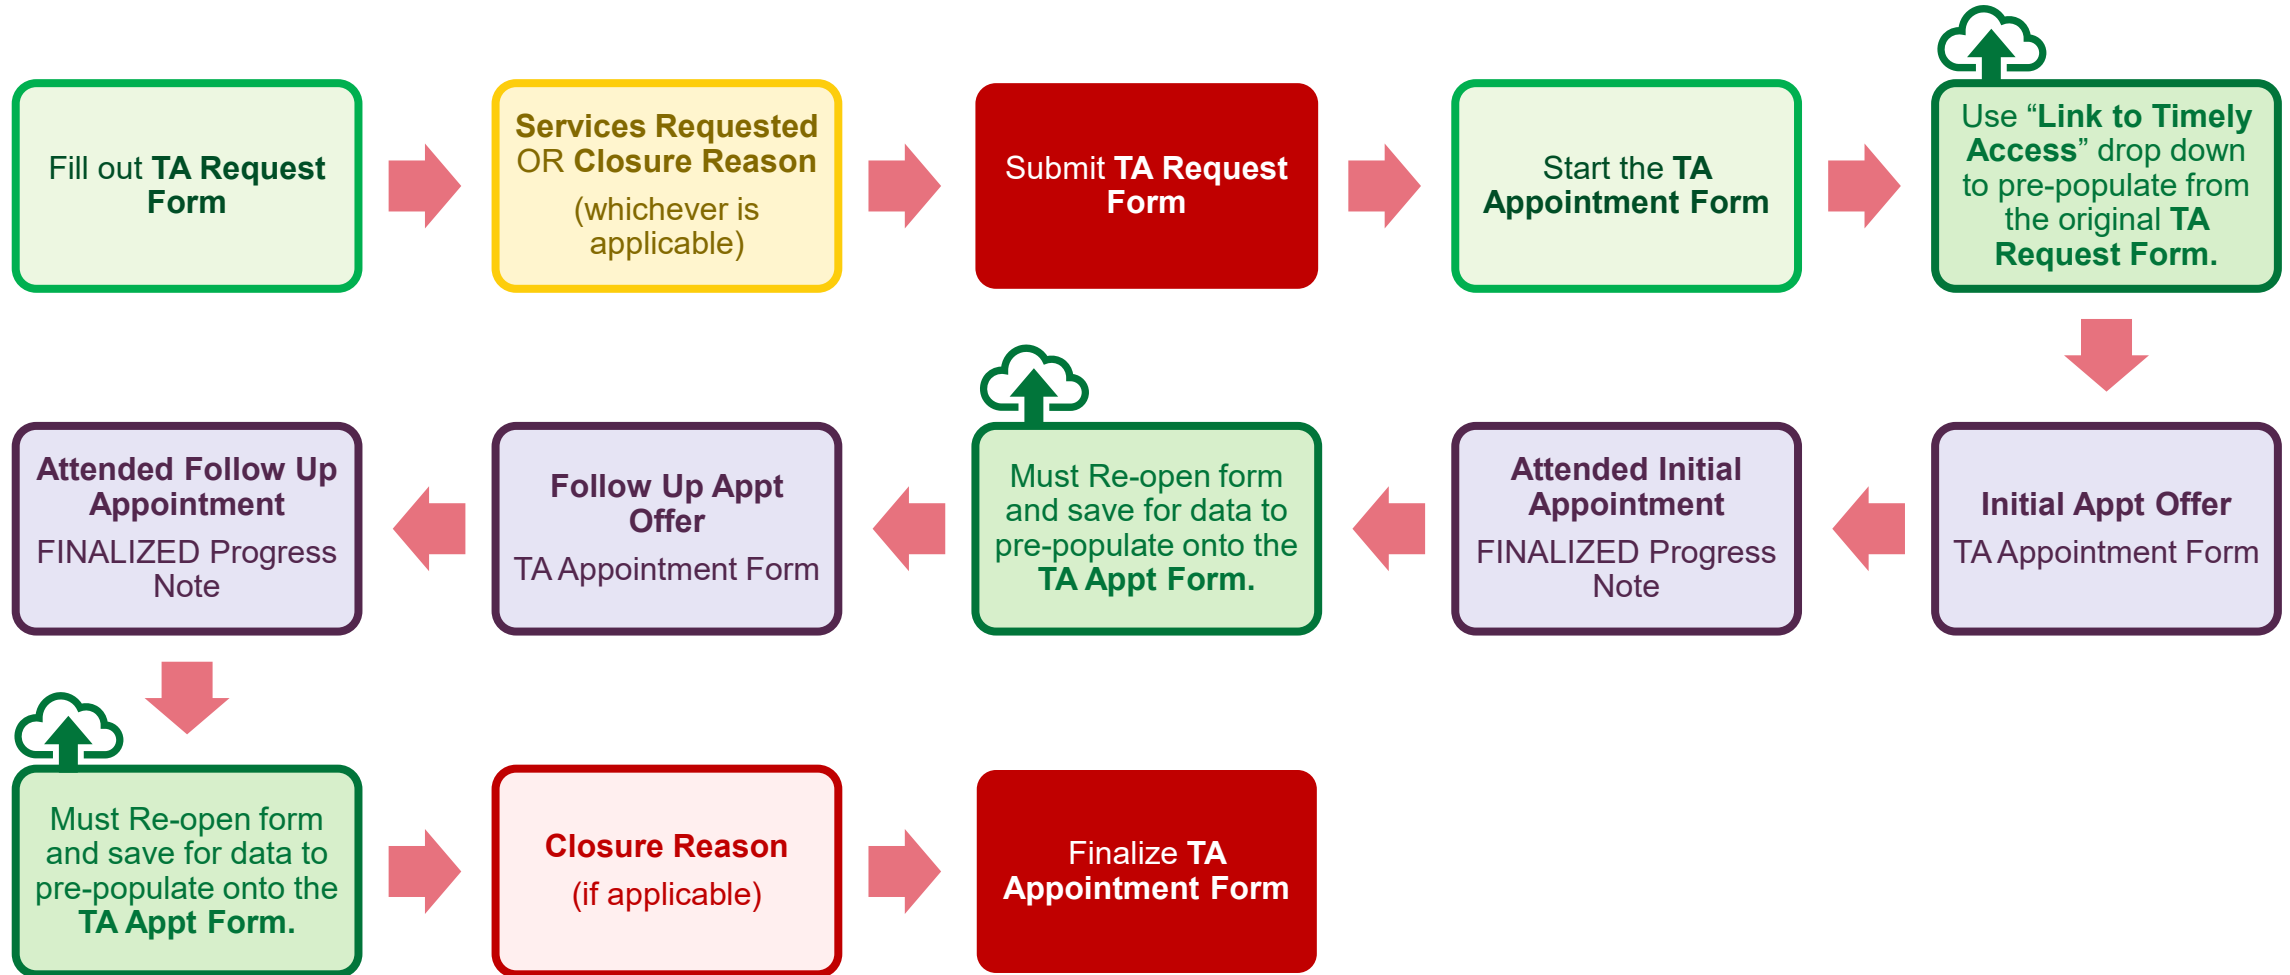 Fill out TA Request
Form
Services Requested
OR Closure Reason
(whichever is
applicable)
Submit TA Request
Form
Start the TA
Appointment Form
Use “Link to Timely
Access” drop down
to pre-populate from
the original TA
Request Form.
Initial Appt Offer
TA Appointment Form
Attended Initial
Appointment
FINALIZED Progress
Note
Must Re-open form
and save for data to
pre-populate onto the
TA Appt Form.
Follow Up Appt
Offer
TA Appointment Form
Attended Follow Up
Appointment
FINALIZED Progress
Note
Must Re-open form
and save for data to
pre-populate onto the
TA Appt Form.
Closure Reason
(if applicable)
Finalize TA
Appointment Form